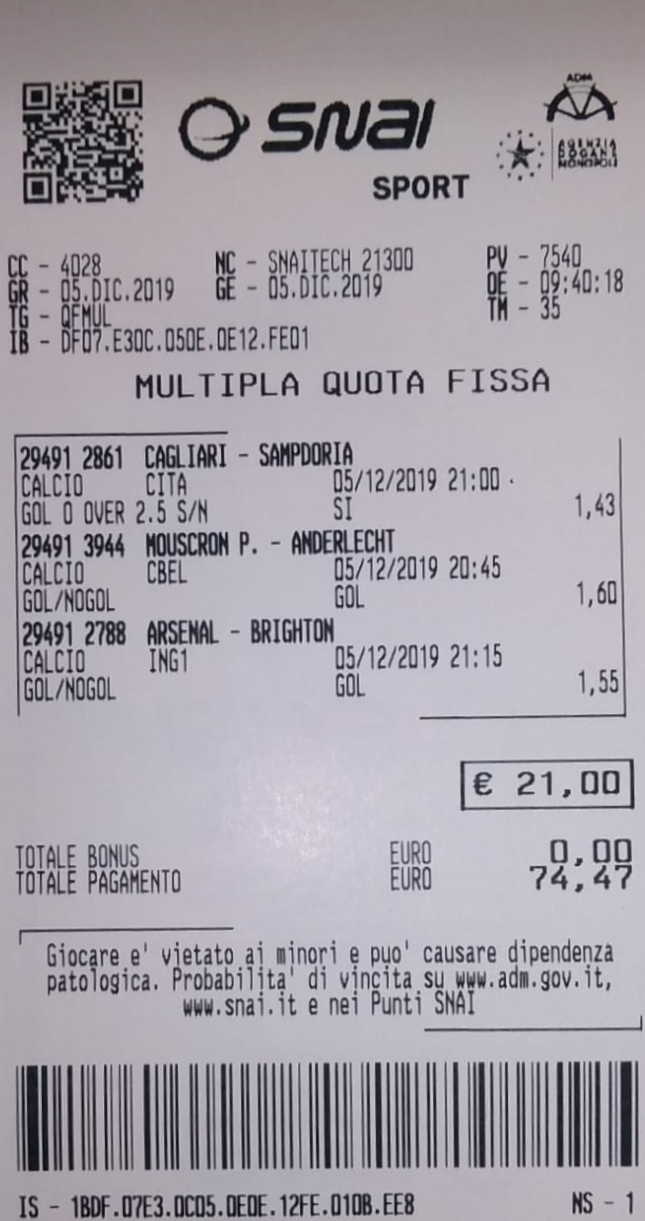 snai
SPORT
ADM
AGENZIA
DOGANE
MONOPOLI
CC - 4028 NC - SNAITECH 21300 PV - 7540
GR - 05.DIC.2019 GE - 05.DIC.2019 OE - 09:40:18
TG - QFMUL TM - 35
IB - DF07.E30C.050E.0E12.FE01
MULTIPLA QUOTA FISSA
29491 2861 CAGLIARI - SAMPDORIA
CALCIO CITA 05/12/2019 21:00
GOL O OVER 2.5 S/N SI 1,43
29491 3944 MOUSCRON P. - ANDERLECHT
CALCIO CBEL 05/12/2019 20:45
GOL/NOGOL GOL 1,60
29491 2788 ARSENAL - BRIGHTON
CALCIO ING1 05/12/2019 21:15
GOL/NOGOL GOL 1,55
€ 21,00
TOTALE BONUS EURO 0,00
TOTALE PAGAMENTO EURO 74,47
Giocare e' vietato ai minori e puo' causare dipendenza
patologica. Probabilita' di vincita su www.adm.gov.it,
www.snai.it e nei Punti SNAI
IS - 1BDF.07E3.0C05.0E0E.12FE.010B.EE8 NS - 1